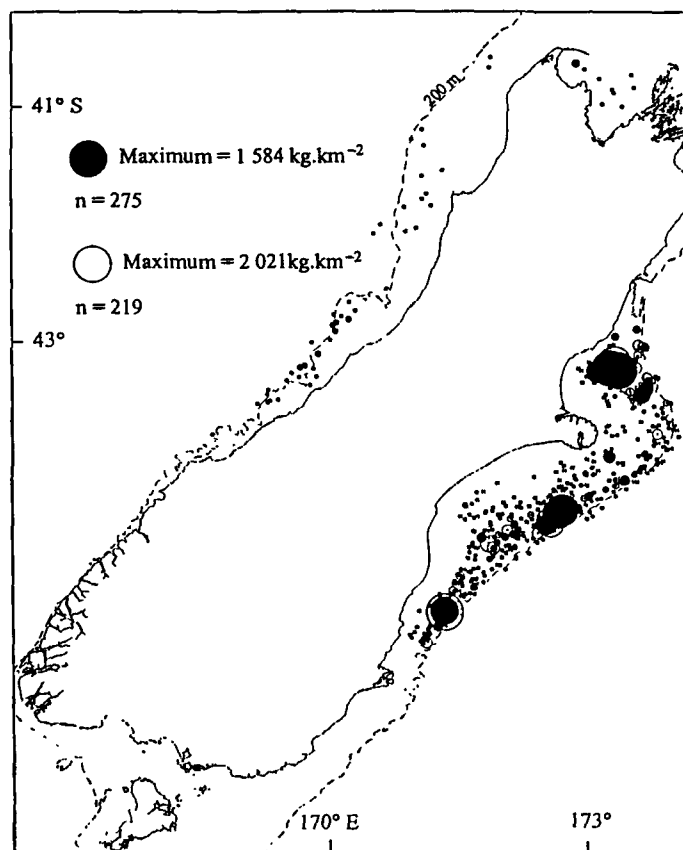 200 m
41° S
Maximum = 1 584 kg.km⁻²
n = 275
Maximum = 2 021kg.km⁻²
n = 219
43°
170° E
173°